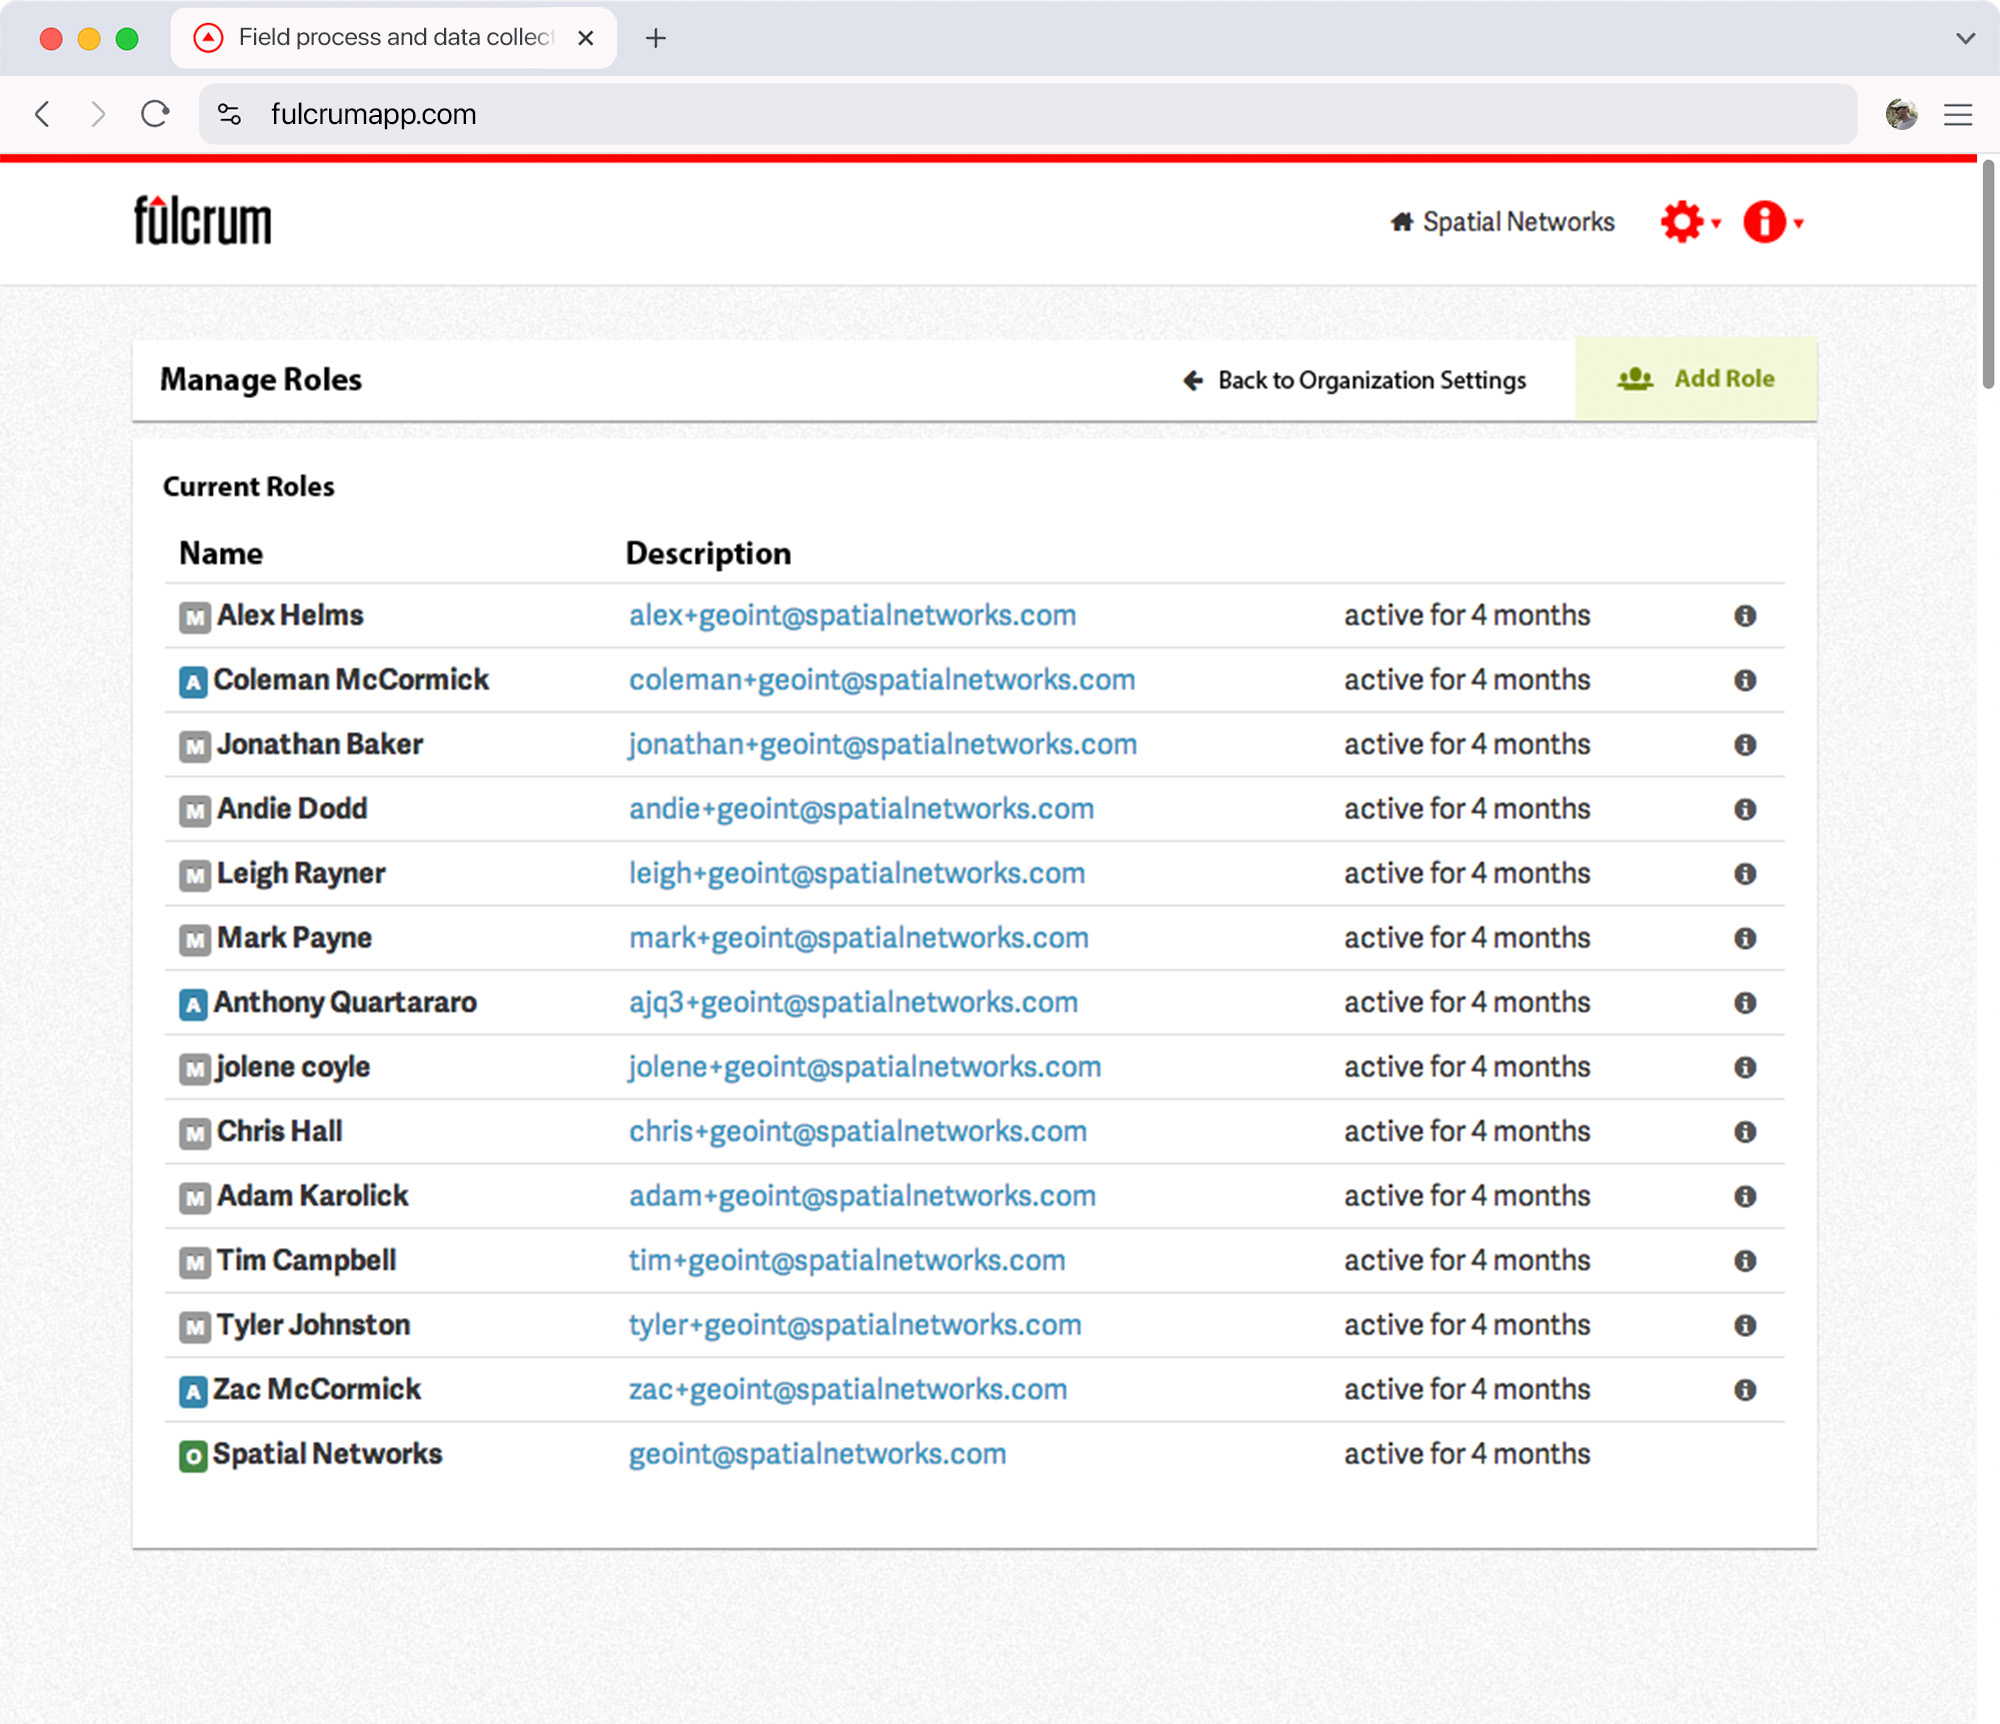 Field process and data collect
fulcrumapp.com
fulcrum
Spatial Networks
Manage Roles
Back to Organization Settings
Add Role
Current Roles
Name Description
M Alex Helms alex+geoint@spatialnetworks.com active for 4 months
A Coleman McCormick coleman+geoint@spatialnetworks.com active for 4 months
M Jonathan Baker jonathan+geoint@spatialnetworks.com active for 4 months
M Andie Dodd andie+geoint@spatialnetworks.com active for 4 months
M Leigh Rayner leigh+geoint@spatialnetworks.com active for 4 months
M Mark Payne mark+geoint@spatialnetworks.com active for 4 months
A Anthony Quartararo ajq3+geoint@spatialnetworks.com active for 4 months
M jolene coyle jolene+geoint@spatialnetworks.com active for 4 months
M Chris Hall chris+geoint@spatialnetworks.com active for 4 months
M Adam Karolick adam+geoint@spatialnetworks.com active for 4 months
M Tim Campbell tim+geoint@spatialnetworks.com active for 4 months
M Tyler Johnston tyler+geoint@spatialnetworks.com active for 4 months
A Zac McCormick zac+geoint@spatialnetworks.com active for 4 months
O Spatial Networks geoint@spatialnetworks.com active for 4 months